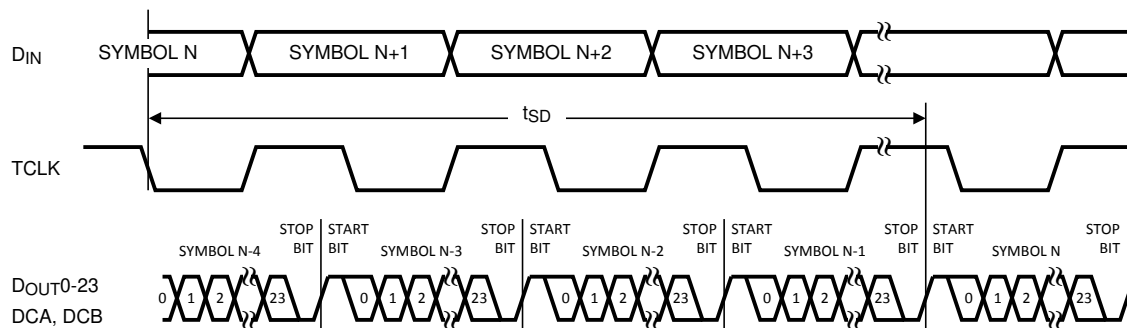 DIN
SYMBOL N SYMBOL N+1 SYMBOL N+2 SYMBOL N+3
tSD
TCLK
STOP BIT START BIT STOP BIT START BIT STOP BIT START BIT STOP BIT START BIT STOP BIT
SYMBOL N-4 SYMBOL N-3 SYMBOL N-2 SYMBOL N-1 SYMBOL N
DOUT0-23
0 1 2 23 0 1 2 23 0 1 2 23 0 1 2 23 0 1 2 23
DCA, DCB